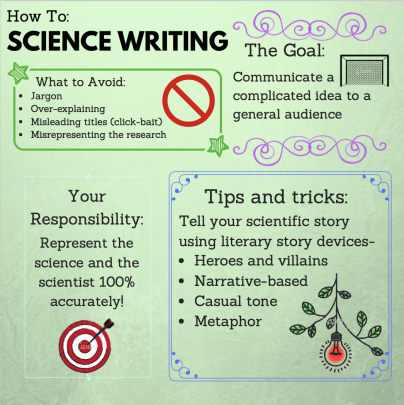 How To:
SCIENCE WRITING
What to Avoid:
• Jargon
• Over-explaining
• Misleading titles (click-bait)
• Misrepresenting the research
The Goal:
Communicate a
complicated idea to a
general audience
Your
Responsibility:
Represent the
science and the
scientist 100%
accurately!
Tips and tricks:
Tell your scientific story
using literary story devices-
• Heroes and villains
• Narrative-based
• Casual tone
• Metaphor